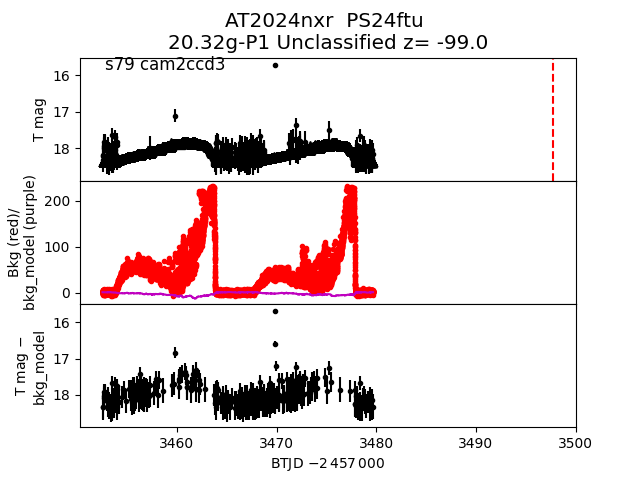 AT2024nxr  PS24ftu
20.32g-P1 Unclassified z= -99.0
s79 cam2ccd3
T mag
16
17
18
Bkg (red)/
bkg_model (purple)
200
100
0
T mag −
bkg_model
16
17
18
3460 3470 3480 3490 3500
BTJD −2 457 000